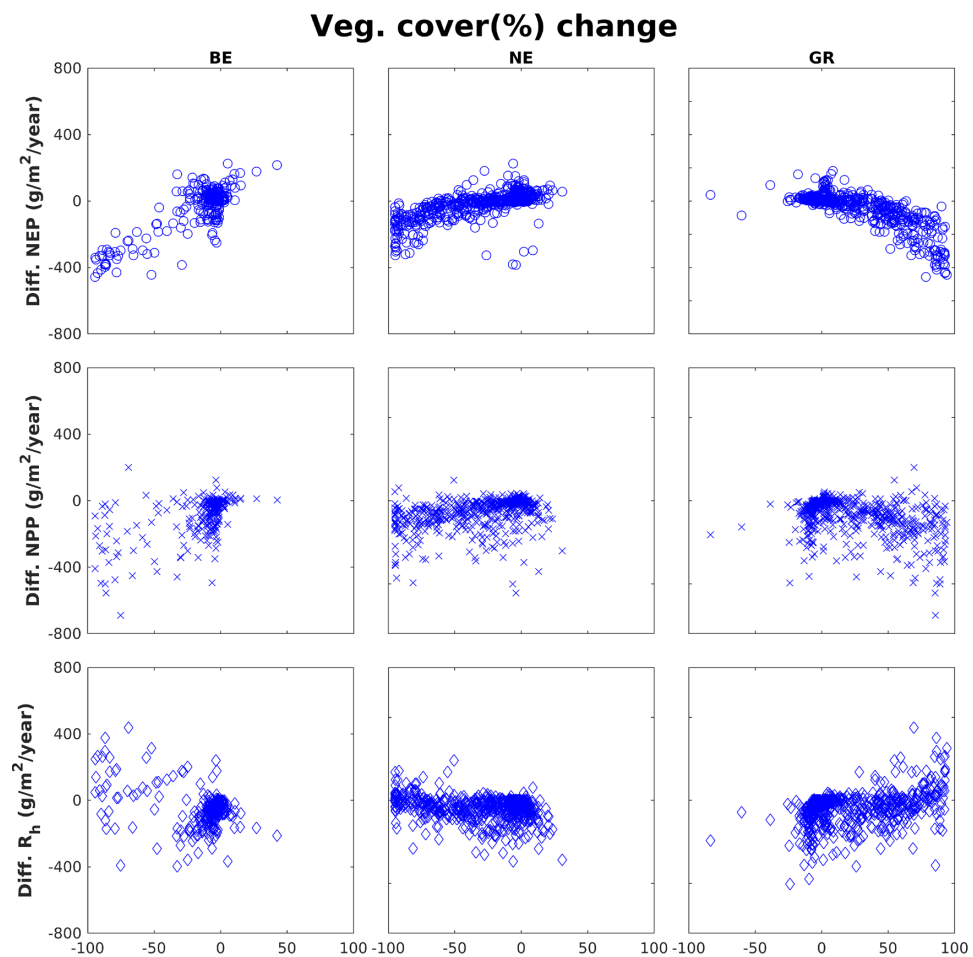 Veg. cover(%) change
BE NE GR
800
400
0
-400
-800
Diff. NEP (g/m²/year)
800
400
0
-400
-800
Diff. NPP (g/m²/year)
800
400
0
-400
-800
Diff. Rₕ (g/m²/year)
-100 -50 0 50 100 -100 -50 0 50 100 -100 -50 0 50 100